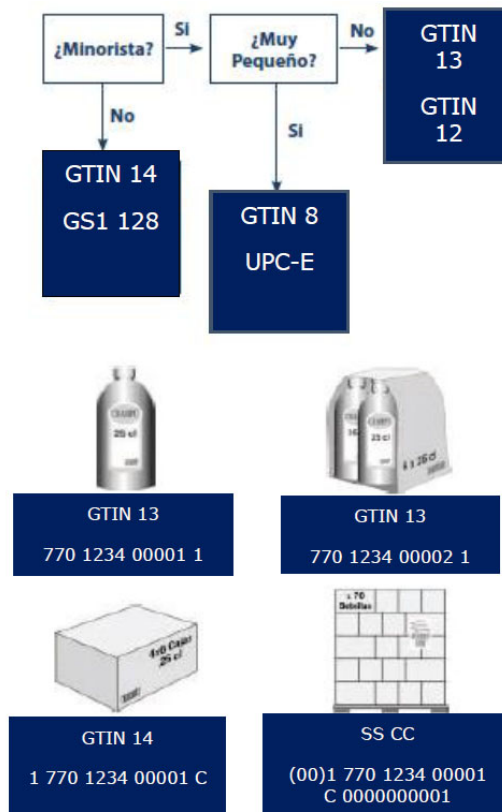 ¿Minorista?
Si
¿Muy
Pequeño?
No
GTIN
13
GTIN
12
No
Si
GTIN 14
GS1 128
GTIN 8
UPC-E
25 cl
25 cl
6 x 25 cl
GTIN 13
770 1234 00001 1
GTIN 13
770 1234 00002 1
4x6 Cajas
25 cl
x 70
GTIN 14
1 770 1234 00001 C
SS CC
(00)1 770 1234 00001
C 0000000001